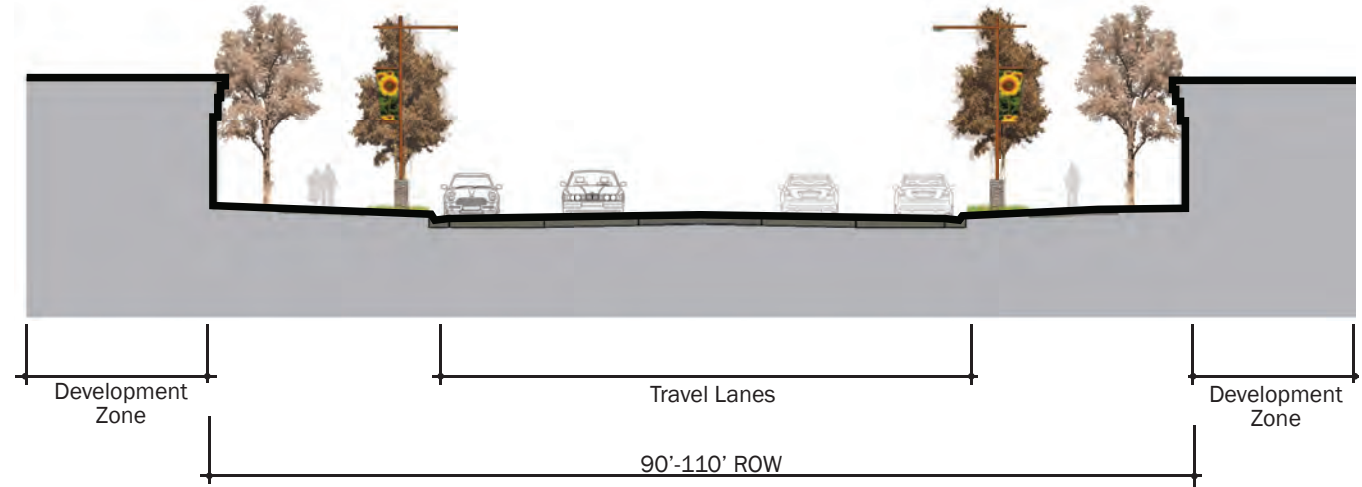 Development
Zone
Travel Lanes
Development
Zone
90’-110’ ROW